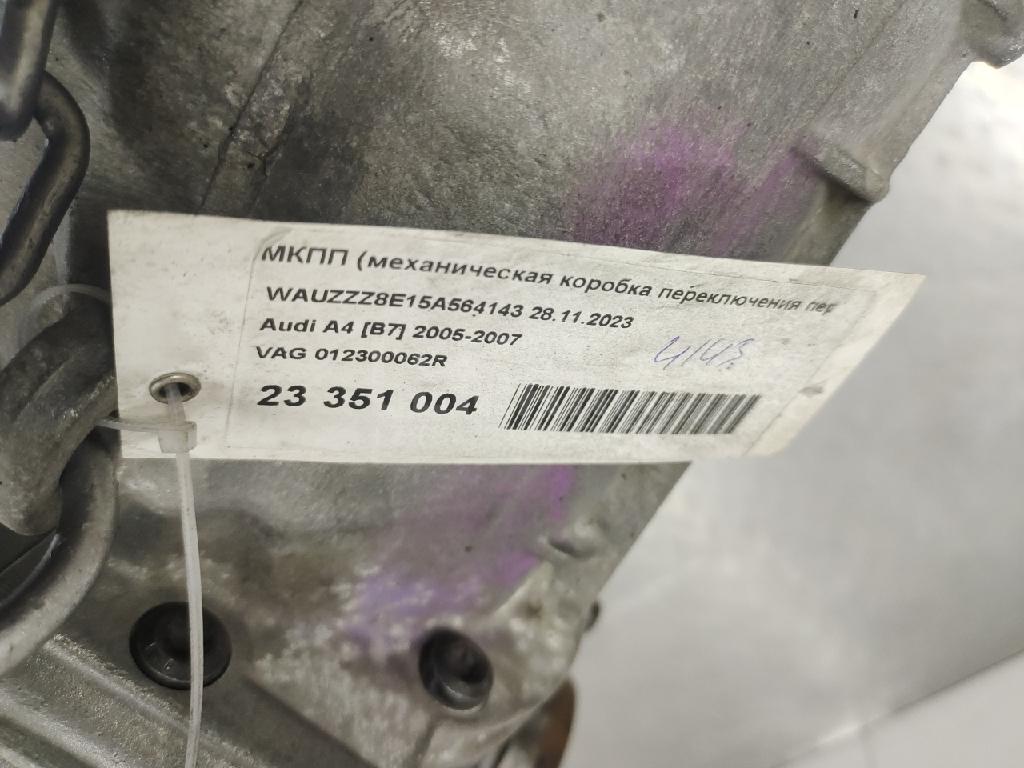 МКПП (механическая коробка переключения пер
WAUZZZ8E15A564143 28.11.2023
Audi A4 [B7] 2005-2007
4143
VAG 012300062R
23 351 004